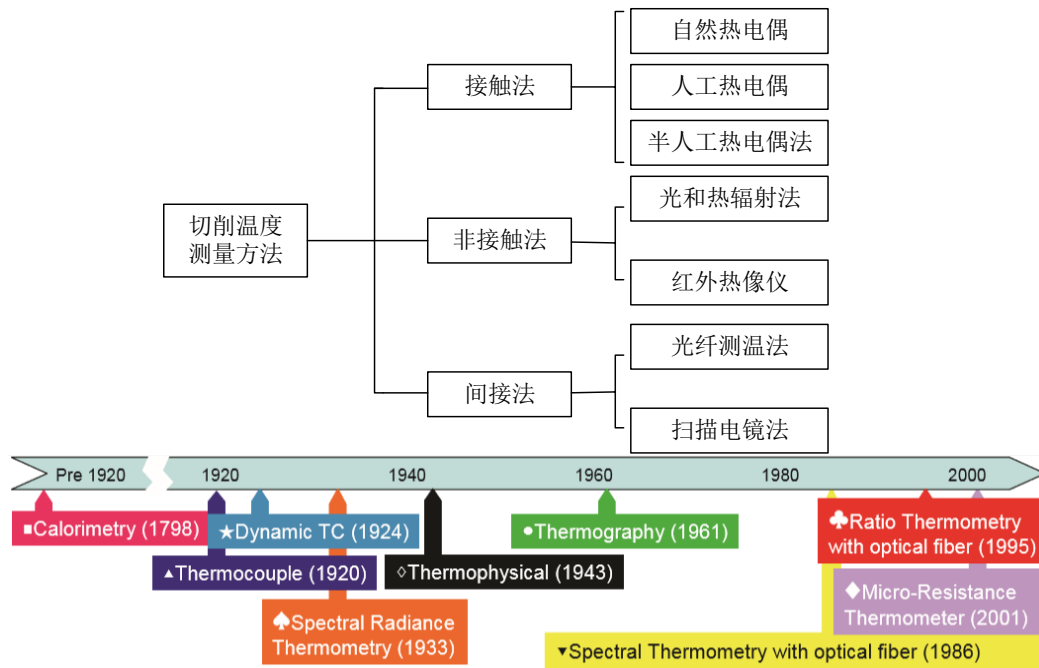 自然热电偶
接触法
人工热电偶
半人工热电偶法
切削温度
测量方法
非接触法
光和热辐射法
红外热像仪
间接法
光纤测温法
扫描电镜法
Pre 1920
1920
1940
1960
1980
2000
■Calorimetry (1798)
★Dynamic TC (1924)
●Thermography (1961)
♣Ratio Thermometry
with optical fiber (1995)
▲Thermocouple (1920)
◇Thermophysical (1943)
◆Micro-Resistance
Thermometer (2001)
♠Spectral Radiance
Thermometry (1933)
▼Spectral Thermometry with optical fiber (1986)